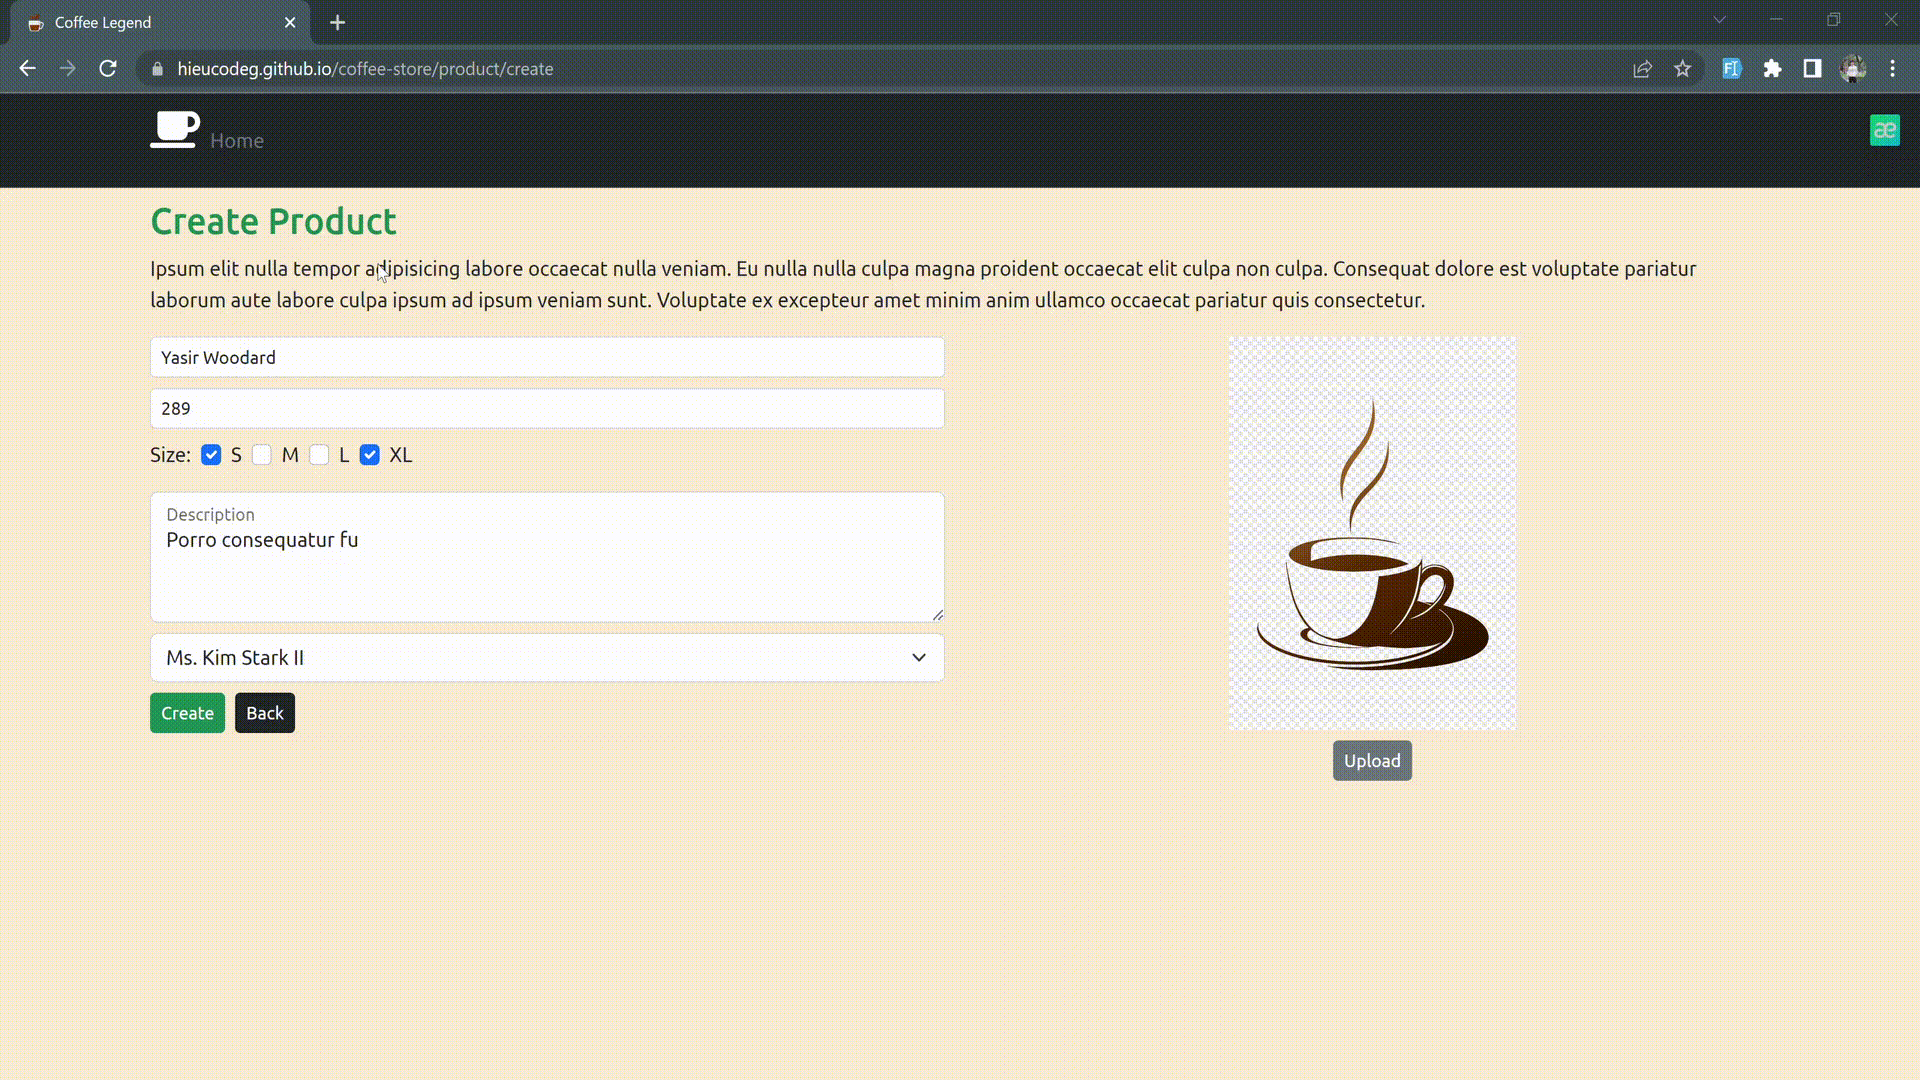 Coffee Legend
hieucodeg.github.io/coffee-store/product/create
FI
Home
æ
Create Product
Ipsum elit nulla tempor adipisicing labore occaecat nulla veniam. Eu nulla nulla culpa magna proident occaecat elit culpa non culpa. Consequat dolore est voluptate pariatur
laborum aute labore culpa ipsum ad ipsum veniam sunt. Voluptate ex excepteur amet minim anim ullamco occaecat pariatur quis consectetur.
Yasir Woodard
289
Size: S M L XL
Description
Porro consequatur fu
Ms. Kim Stark II
Create Back
Upload